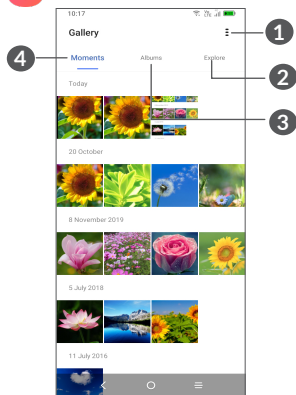 10:17
Gallery
1
4
Moments
Albums
Explore
2
Today
3
20 October
8 November 2019
5 July 2018
11 July 2016